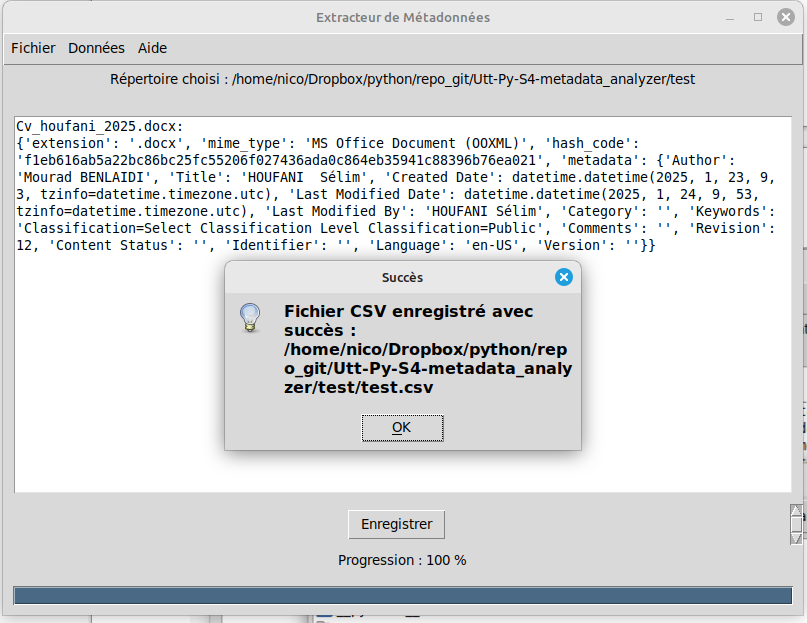 Extracteur de Métadonnées
Fichier Données Aide
Répertoire choisi : /home/nico/Dropbox/python/repo_git/Utt-Py-S4-metadata_analyzer/test
Cv_houfani_2025.docx:
{'extension': '.docx', 'mime_type': 'MS Office Document (OOXML)', 'hash_code':
'f1eb616ab5a22bc86bc25fc55206f027436ada0c864eb35941c88396b76ea021', 'metadata': {'Author':
'Mourad BENLAIDI', 'Title': 'HOUFANI  Sélim', 'Created Date': datetime.datetime(2025, 1, 23, 9,
3, tzinfo=datetime.timezone.utc), 'Last Modified Date': datetime.datetime(2025, 1, 24, 9, 53,
tzinfo=datetime.timezone.utc), 'Last Modified By': 'HOUFANI Sélim', 'Category': '', 'Keywords':
'Classification=Select Classification Level Classification=Public', 'Comments': '', 'Revision':
12, 'Content Status': '', 'Identifier': '', 'Language': 'en-US', 'Version': ''}}
Succès
Fichier CSV enregistré avec
succès :
/home/nico/Dropbox/python/rep
o_git/Utt-Py-S4-metadata_analy
zer/test/test.csv
OK
Enregistrer
Progression : 100 %